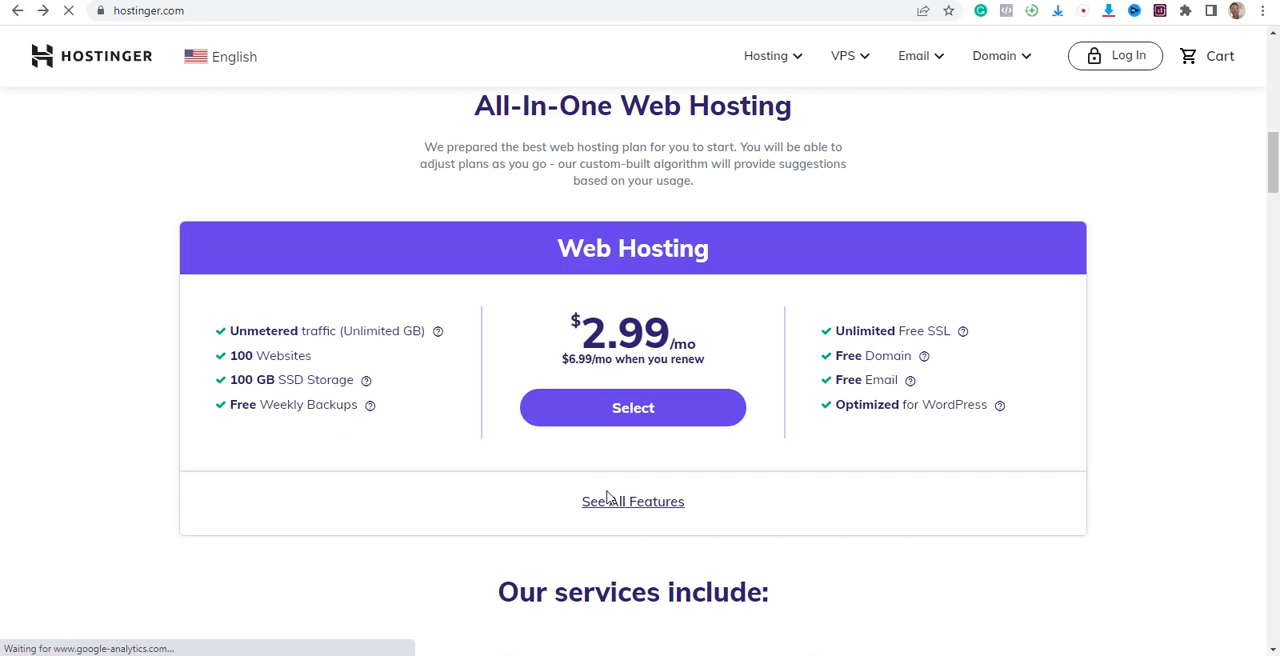 hostinger.com
HOSTINGER
English
Hosting
VPS
Email
Domain
Log In
Cart
All-In-One Web Hosting
We prepared the best web hosting plan for you to start. You will be able to
adjust plans as you go - our custom-built algorithm will provide suggestions
based on your usage.
Web Hosting
Unmetered traffic (Unlimited GB)
100 Websites
100 GB SSD Storage
Free Weekly Backups
$2.99/mo
$6.99/mo when you renew
Select
Unlimited Free SSL
Free Domain
Free Email
Optimized for WordPress
See All Features
Our services include:
Waiting for www.google-analytics.com...